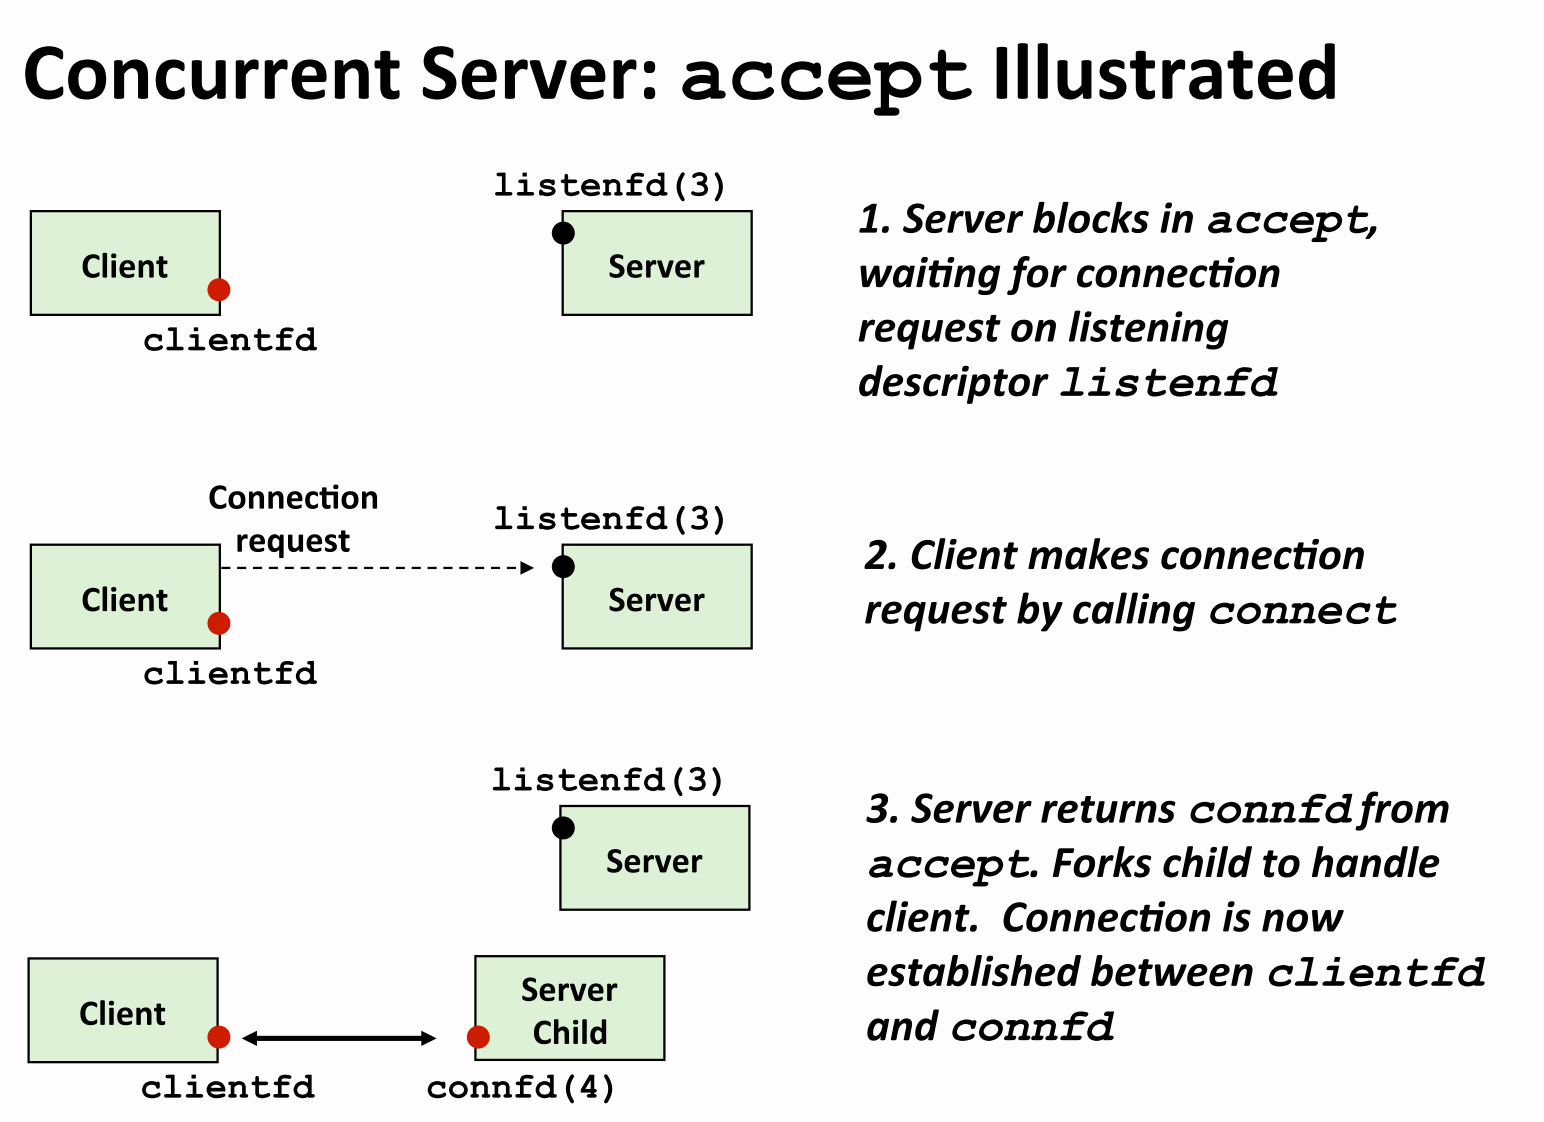 Concurrent Server: accept Illustrated
listenfd(3)
Client
Server
clientfd
1. Server blocks in accept,
waiting for connection
request on listening
descriptor listenfd
Connection
request
listenfd(3)
Client
Server
clientfd
2. Client makes connection
request by calling connect
listenfd(3)
Server
Client
Server
Child
clientfd
connfd(4)
3. Server returns connfd from
accept. Forks child to handle
client.  Connection is now
established between clientfd
and connfd